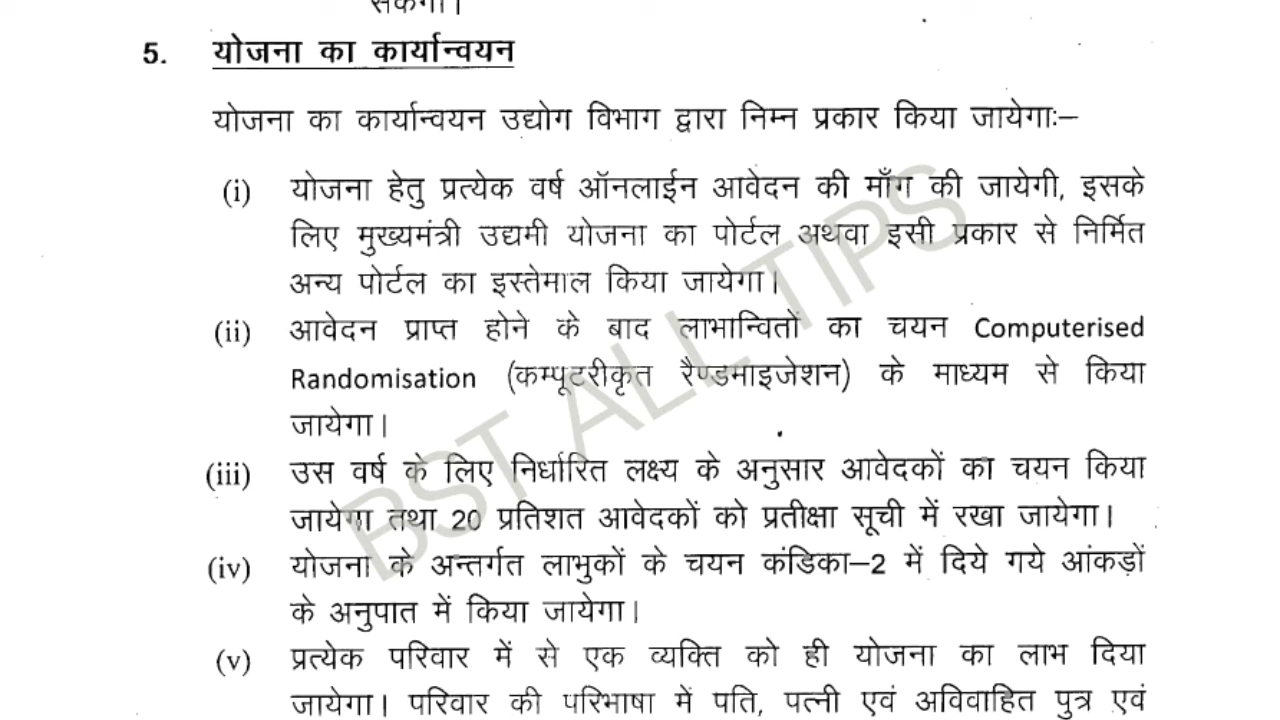 सकेगा।
5. योजना का कार्यान्वयन
योजना का कार्यान्वयन उद्योग विभाग द्वारा निम्न प्रकार किया जायेगाः–
(i) योजना हेतु प्रत्येक वर्ष ऑनलाईन आवेदन की माँग की जायेगी, इसके
लिए मुख्यमंत्री उद्यमी योजना का पोर्टल अथवा इसी प्रकार से निर्मित
अन्य पोर्टल का इस्तेमाल किया जायेगा।
(ii) आवेदन प्राप्त होने के बाद लाभान्वितों का चयन Computerised
Randomisation (कम्पूटरीकृत रैण्डमाइजेशन) के माध्यम से किया
जायेगा।
(iii) उस वर्ष के लिए निर्धारित लक्ष्य के अनुसार आवेदकों का चयन किया
जायेगा तथा 20 प्रतिशत आवेदकों को प्रतीक्षा सूची में रखा जायेगा।
(iv) योजना के अन्तर्गत लाभुकों के चयन कंडिका–2 में दिये गये आंकड़ों
के अनुपात में किया जायेगा।
(v) प्रत्येक परिवार में से एक व्यक्ति को ही योजना का लाभ दिया
जायेगा। परिवार की परिभाषा में पति, पत्नी एवं अविवाहित पुत्र एवं
BST ALL TIPS